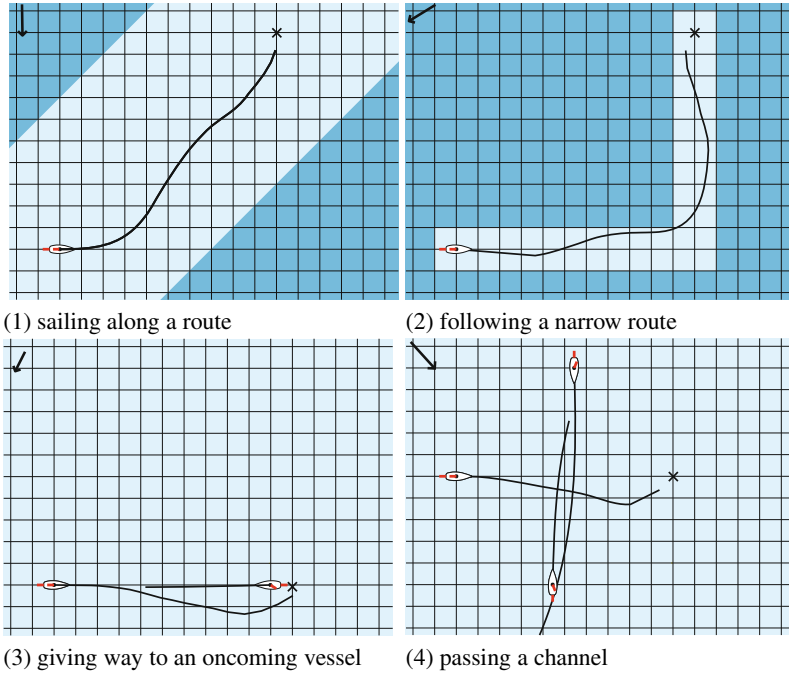 (1) sailing along a route
(2) following a narrow route
(3) giving way to an oncoming vessel
(4) passing a channel